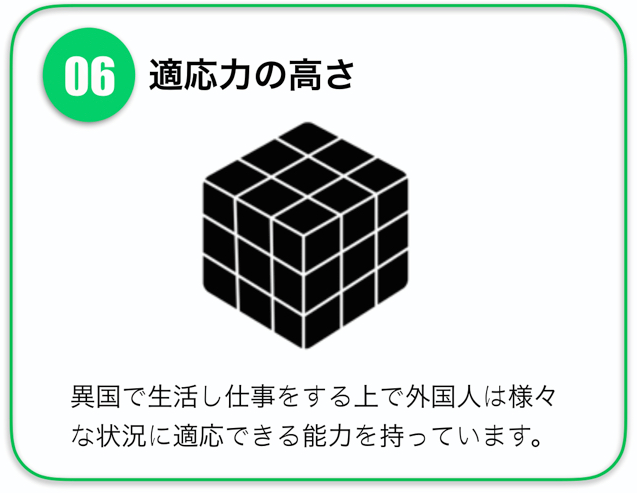 06
適応力の高さ
異国で生活し仕事をする上で外国人は様々
な状況に適応できる能力を持っています。